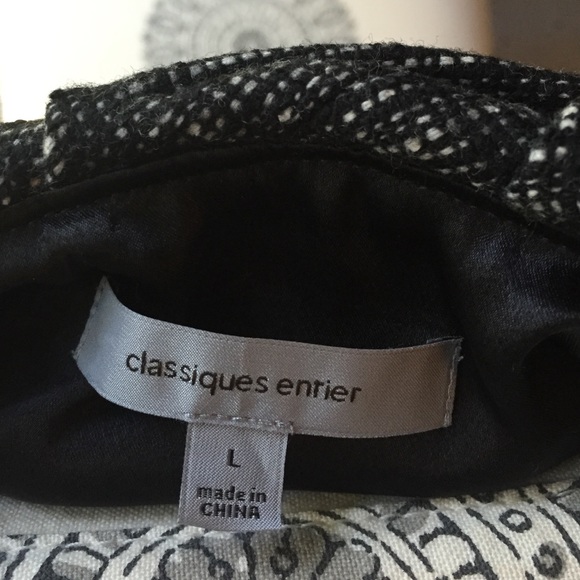 classiques entier
L
made in
CHINA